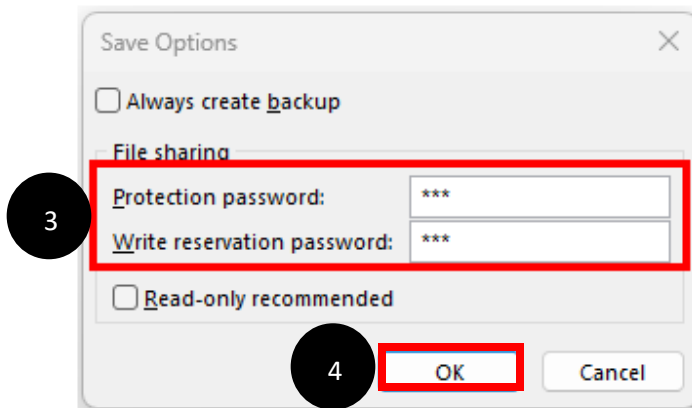 Save Options
Always create backup
File sharing
3
Protection password: ***
Write reservation password: ***
Read-only recommended
4
OK Cancel